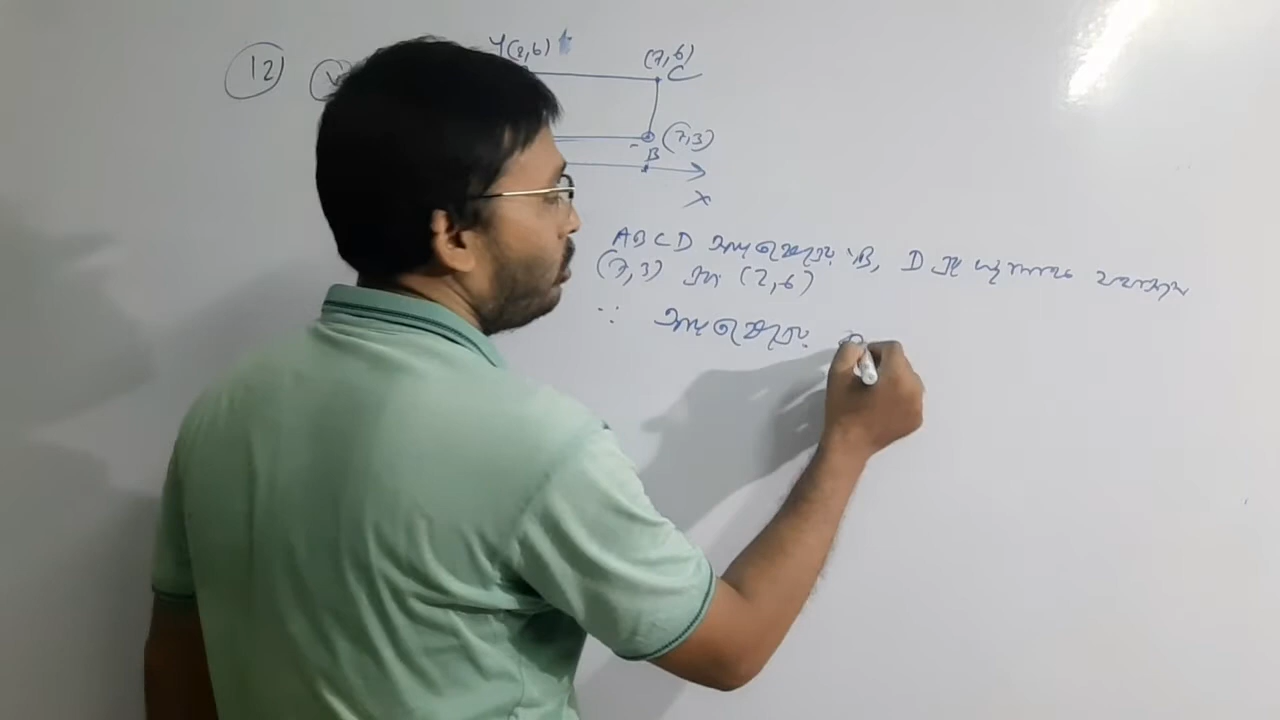 12
Y(2,6)
(7,6)
C
(7,3)
B
X
ABCD আয়তক্ষেত্রের B, D এর স্থানাঙ্ক যথাক্রমে
(7,3) এবং (2,6)
∴ আয়তক্ষেত্রের